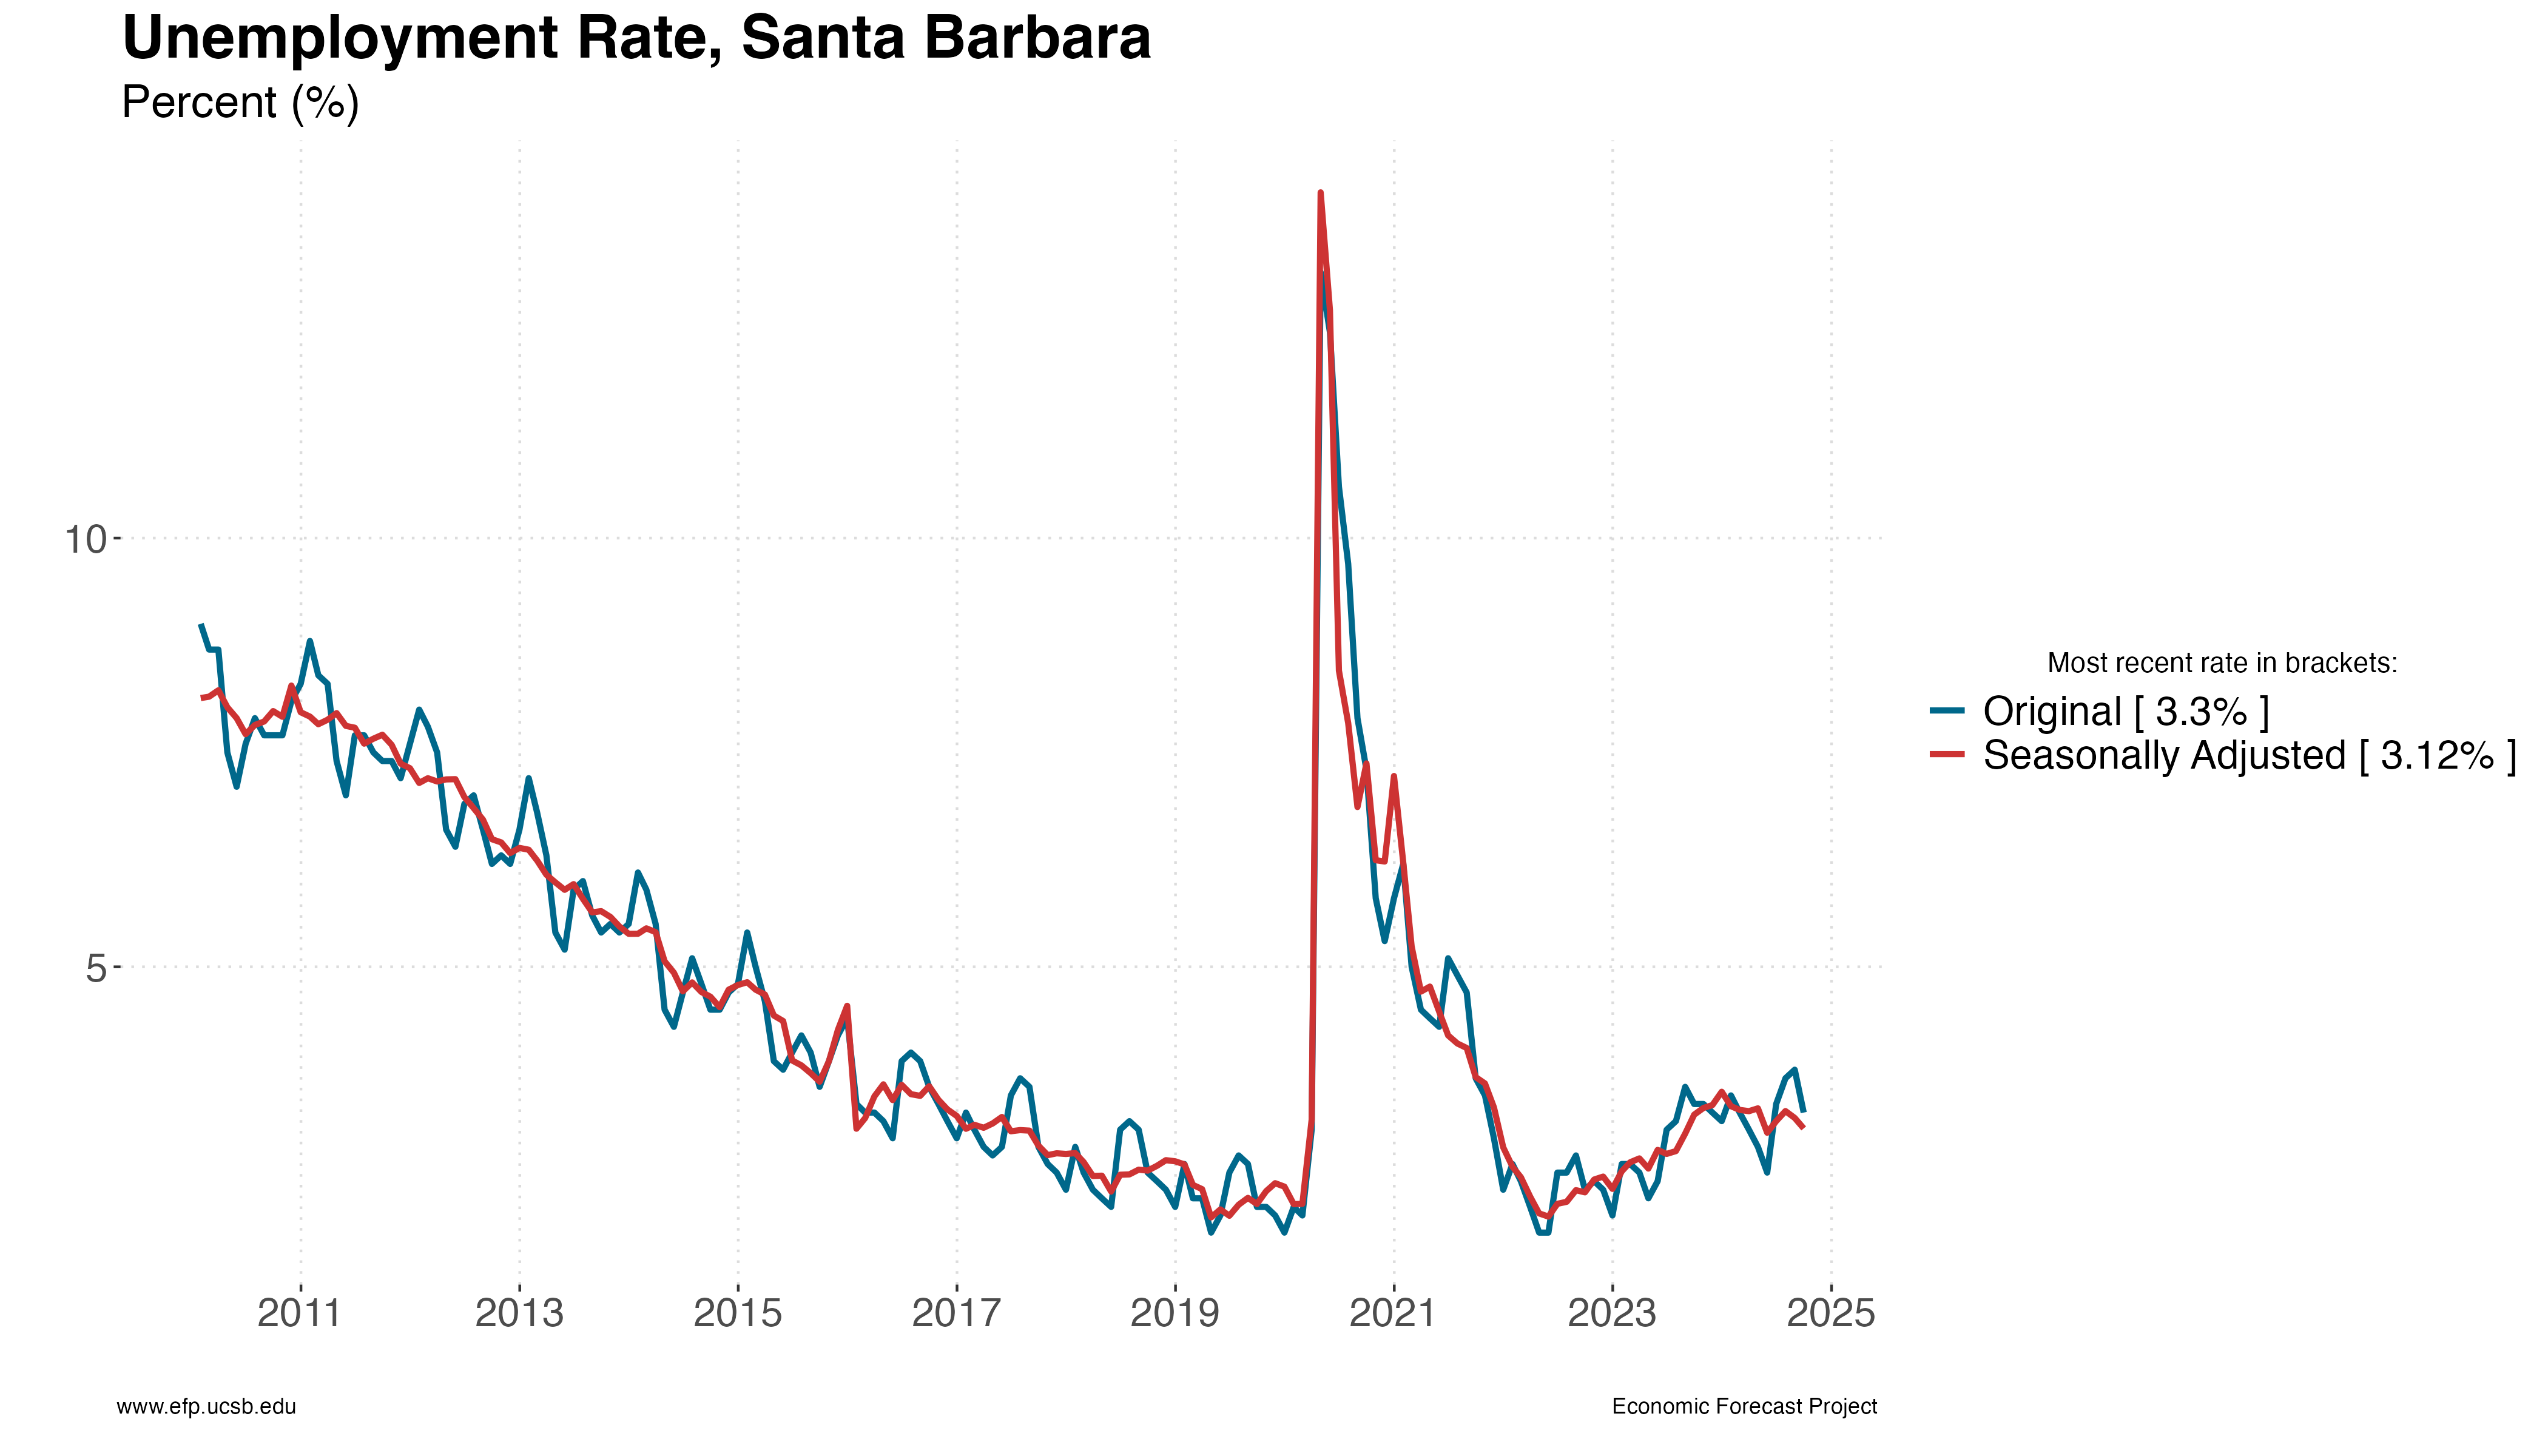 Unemployment Rate, Santa Barbara
Percent (%)
10
5
2011 2013 2015 2017 2019 2021 2023 2025
Most recent rate in brackets:
Original [ 3.3% ]
Seasonally Adjusted [ 3.12% ]
www.efp.ucsb.edu
Economic Forecast Project